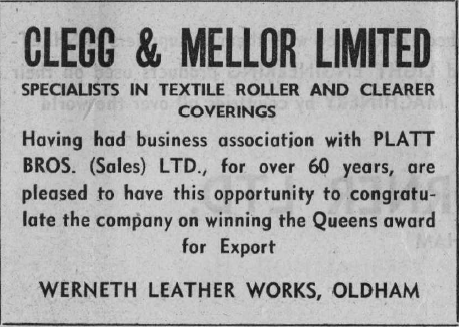 CLEGG & MELLOR LIMITED
SPECIALISTS IN TEXTILE ROLLER AND CLEARER
COVERINGS
Having had business association with PLATT
BROS. (Sales) LTD., for over 60 years, are
pleased to have this opportunity to congratu-
late the company on winning the Queens award
for Export
WERNETH LEATHER WORKS, OLDHAM